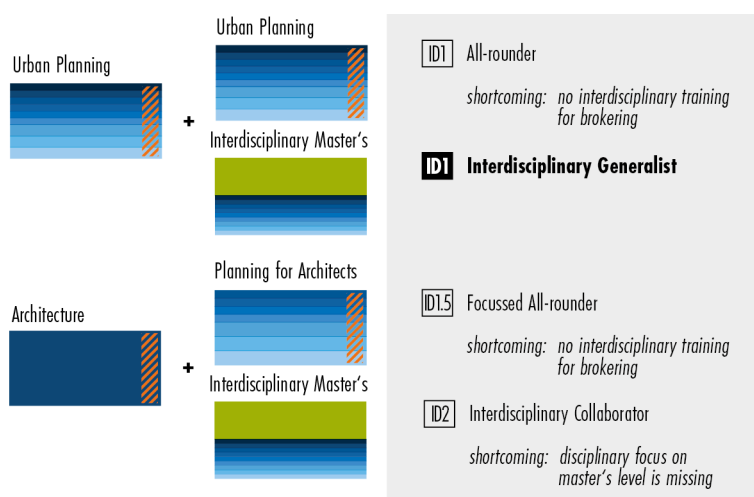 Urban Planning
Urban Planning
+
Interdisciplinary Master's
ID1 All-rounder
shortcoming: no interdisciplinary training
for brokering
ID1 Interdisciplinary Generalist
Architecture
Planning for Architects
+
Interdisciplinary Master's
ID1.5 Focussed All-rounder
shortcoming: no interdisciplinary training
for brokering
ID2 Interdisciplinary Collaborator
shortcoming: disciplinary focus on
master's level is missing